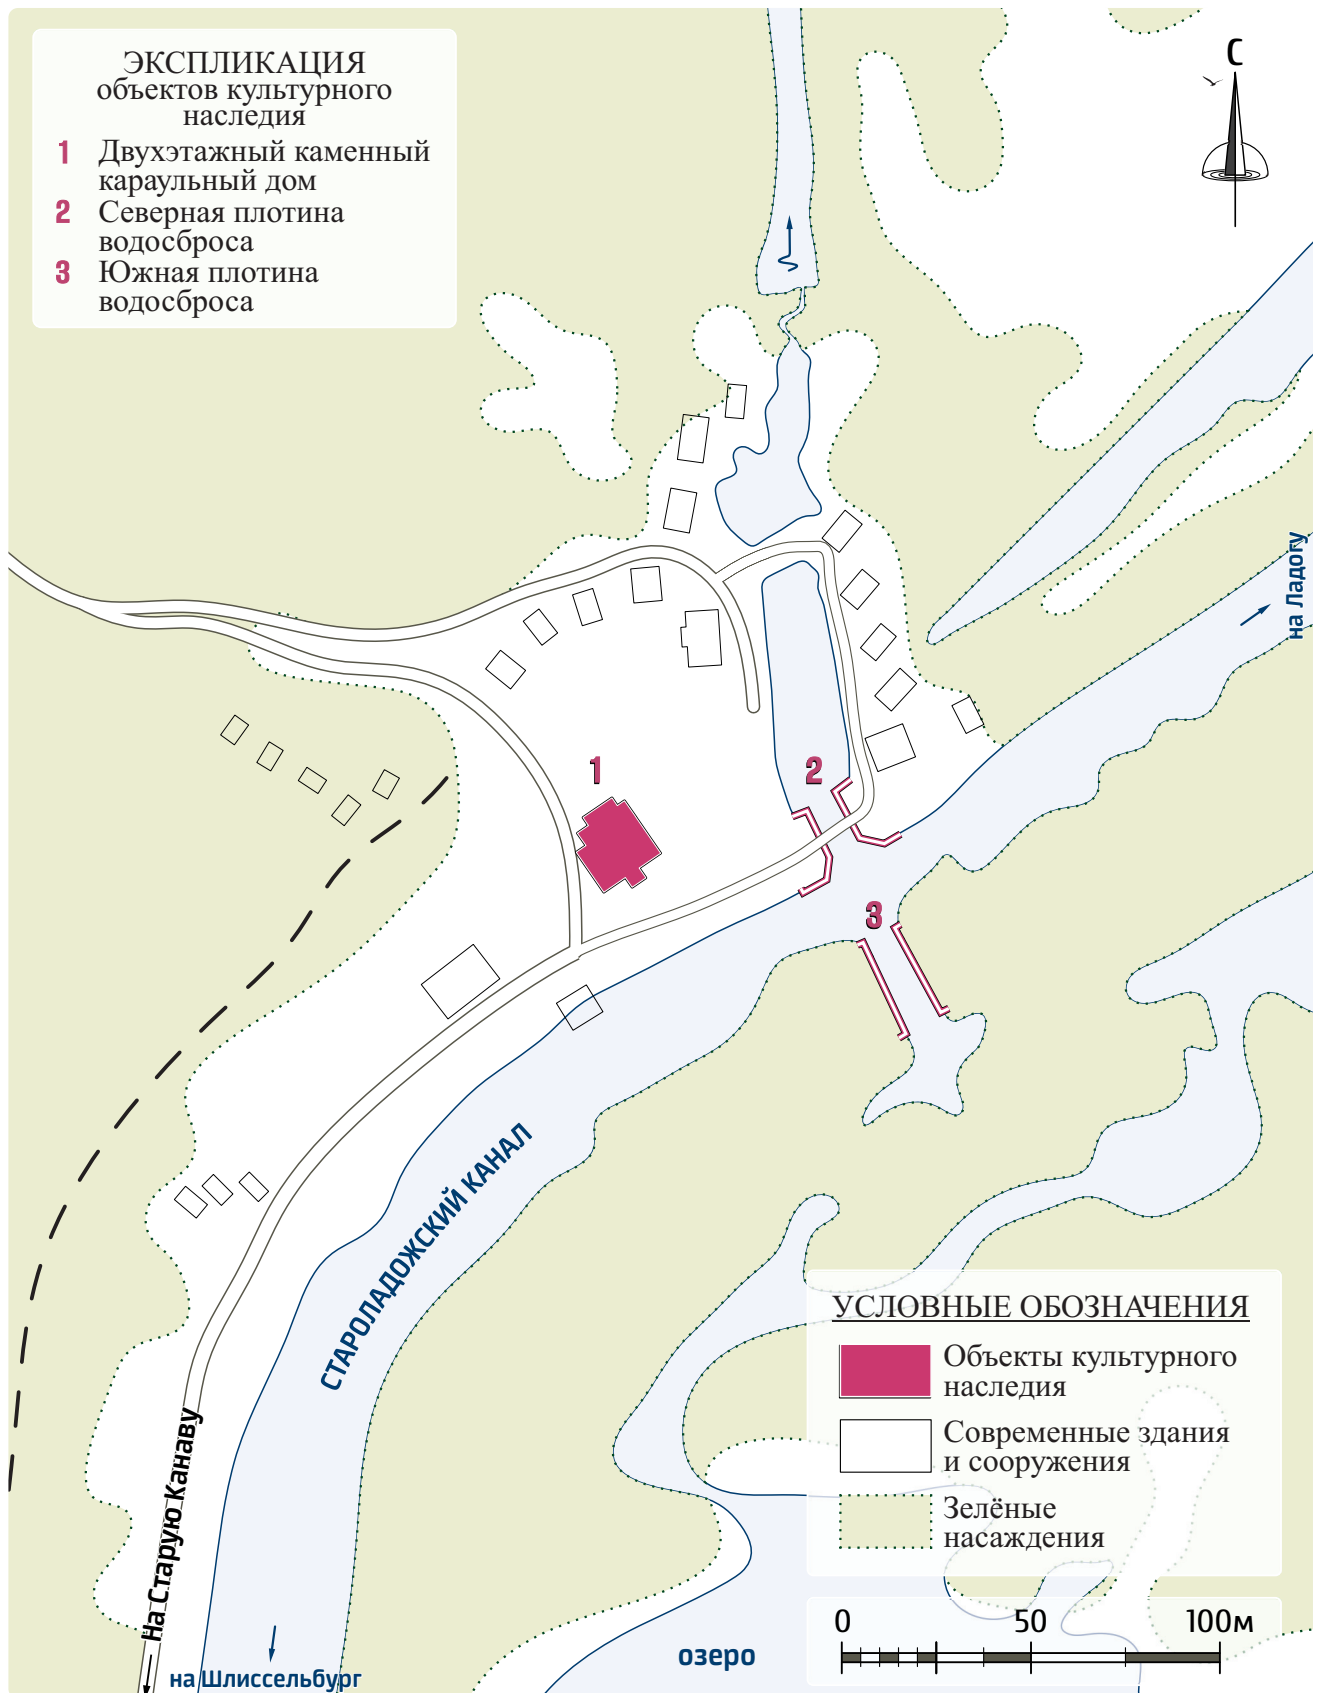 ЭКСПЛИКАЦИЯ
объектов культурного
наследия
1 Двухэтажный каменный
караульный дом
2 Северная плотина
водосброса
3 Южная плотина
водосброса
С
на Ладогу
1
2
3
СТАРОЛАДОЖСКИЙ КАНАЛ
На Старую Канаву
на Шлиссельбург
озеро
УСЛОВНЫЕ ОБОЗНАЧЕНИЯ
Объекты культурного
наследия
Современные здания
и сооружения
Зелёные
насаждения
0 50 100м